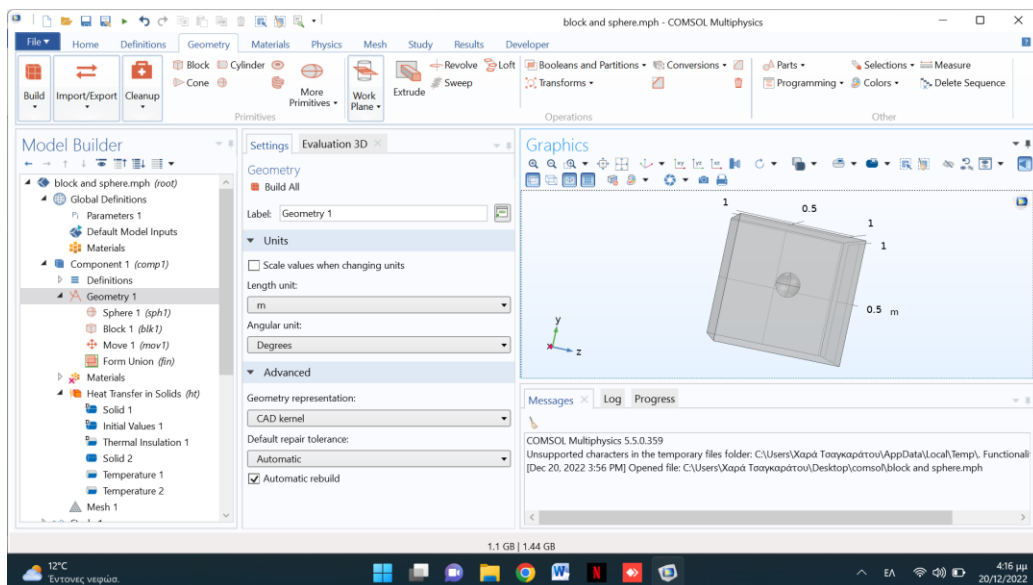 block and sphere.mph - COMSOL Multiphysics
File Home Definitions Geometry Materials Physics Mesh Study Results Developer
Build
Import/Export
Cleanup
Block Cylinder
Cone
More
Primitives
Primitives
Work
Plane
Extrude
Revolve Loft
Sweep
Booleans and Partitions Conversions
Transforms
Operations
Parts Selections Measure
Programming Colors Delete Sequence
Other
Model Builder
block and sphere.mph (root)
Global Definitions
Pi Parameters 1
Default Model Inputs
Materials
Component 1 (comp1)
Definitions
Geometry 1
Sphere 1 (sph1)
Block 1 (blk1)
Move 1 (mov1)
Form Union (fin)
Materials
Heat Transfer in Solids (ht)
Solid 1
Initial Values 1
Thermal Insulation 1
Solid 2
Temperature 1
Temperature 2
Mesh 1
Settings Evaluation 3D
Geometry
Build All
Label: Geometry 1
Units
Scale values when changing units
Length unit:
m
Angular unit:
Degrees
Advanced
Geometry representation:
CAD kernel
Default repair tolerance:
Automatic
Automatic rebuild
Graphics
1
0.5
1
1
0.5 m
y
x
z
Messages Log Progress
COMSOL Multiphysics 5.5.0.359
Unsupported characters in the temporary files folder: C:\Users\Χαρά Τσαγκαράτου\AppData\Local\Temp\. Functionali
[Dec 20, 2022 3:56 PM] Opened file: C:\Users\Χαρά Τσαγκαράτου\Desktop\comsol\block and sphere.mph
1.1 GB | 1.44 GB
12°C
Έντονες νεφώσ.
ΕΛ
4:16 μμ
20/12/2022